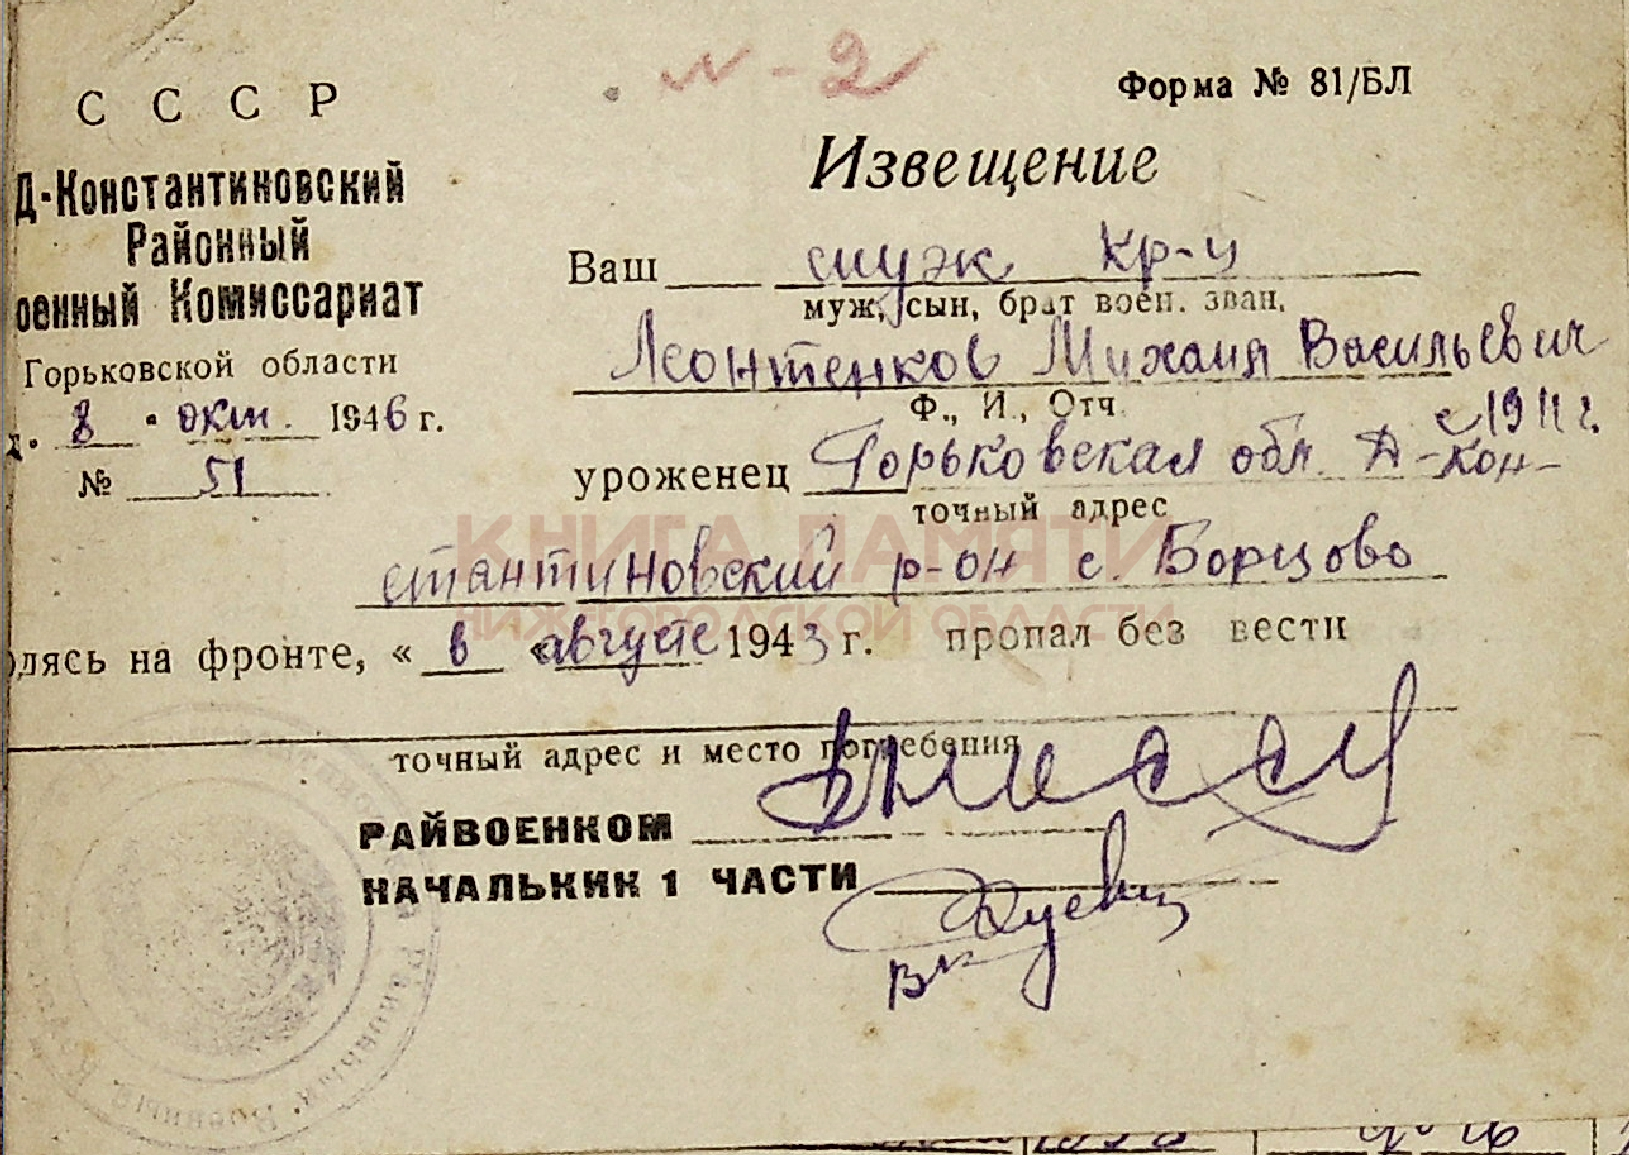 N-2
СССР
Форма № 81/БЛ
Д-Константиновский
Районный
оенный Комиссариат
Горьковской области
8 окт. 1946 г.
№ 51
Извещение
Ваш муж кр-ц
муж, сын, брат воен. зван.
Леонтенков Михаил Васильевич
Ф., И., Отч.
с 1911 г.
уроженец Горьковская обл. Д-Кон-
точный адрес
стантиновский р-он с. Борцово
КНИГА ПАМЯТИ
НИЖЕГОРОДСКОЙ ОБЛАСТИ
дясь на фронте, « в «августе 1943 г. пропал без вести
точный адрес и место погребения
РАЙВОЕНКОМ
НАЧАЛЬКИК 1 ЧАСТИ